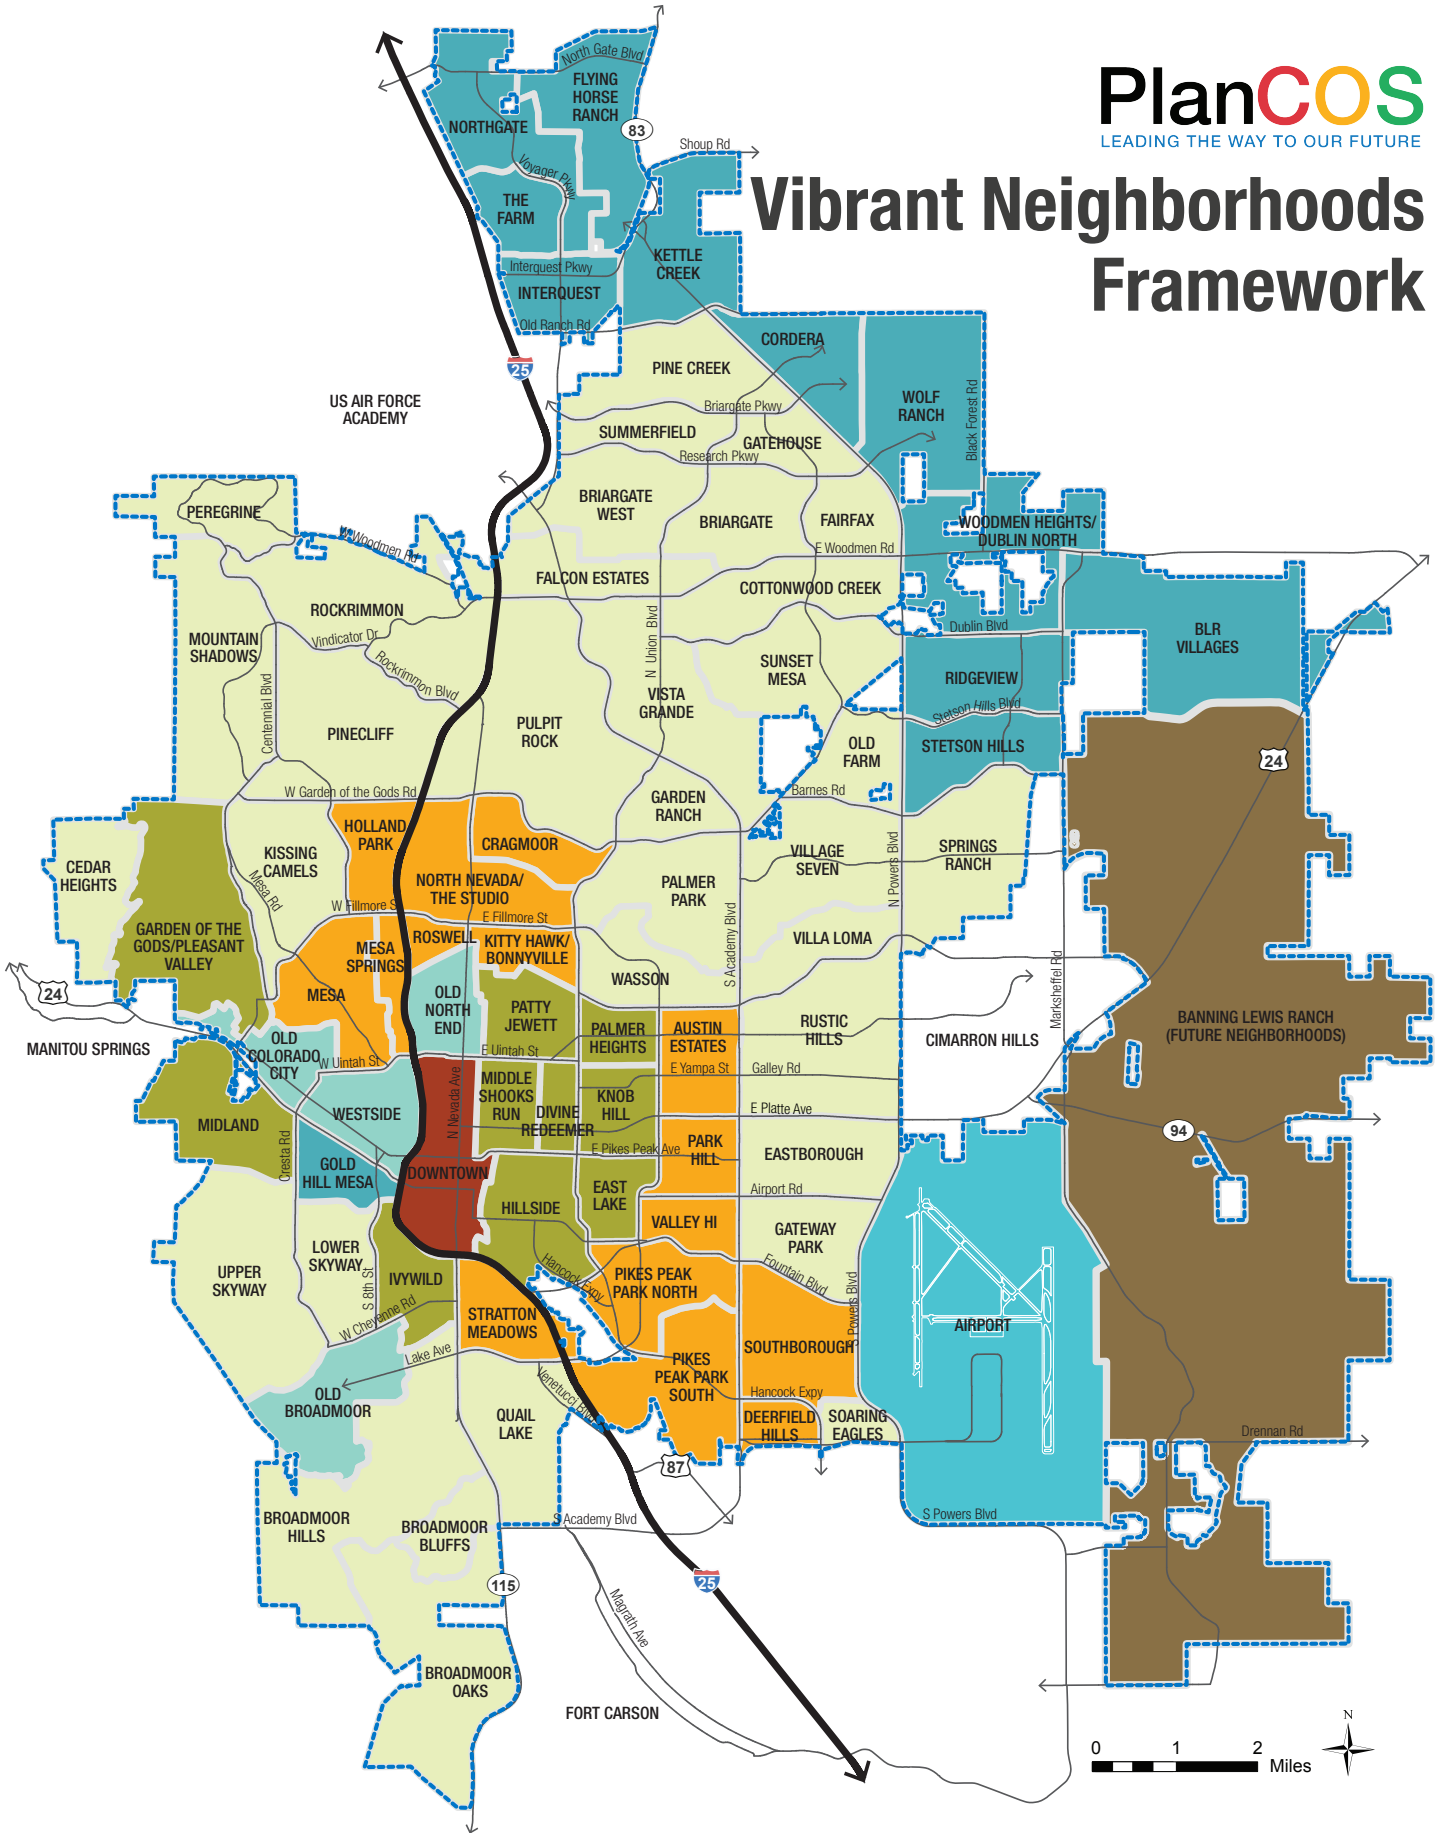 PlanCOS
LEADING THE WAY TO OUR FUTURE
Vibrant Neighborhoods
Framework
North Gate Blvd
FLYING
HORSE
RANCH
NORTHGATE
83
Shoup Rd
Voyager Pkwy
THE
FARM
KETTLE
CREEK
Interquest Pkwy
INTERQUEST
Old Ranch Rd
CORDERA
25
PINE CREEK
US AIR FORCE
ACADEMY
WOLF
RANCH
Black Forest Rd
Briargate Pkwy
SUMMERFIELD
GATEHOUSE
Research Pkwy
BRIARGATE
WEST
BRIARGATE
FAIRFAX
PEREGRINE
WOODMEN HEIGHTS/
DUBLIN NORTH
W Woodmen Rd
E Woodmen Rd
FALCON ESTATES
COTTONWOOD CREEK
ROCKRIMMON
Vindicator Dr
MOUNTAIN
SHADOWS
Dublin Blvd
BLR
VILLAGES
N Union Blvd
SUNSET
MESA
Rockrimmon Blvd
RIDGEVIEW
VISTA
GRANDE
Stetson Hills Blvd
Centennial Blvd
PINECLIFF
PULPIT
ROCK
OLD
FARM
STETSON HILLS
24
W Garden of the Gods Rd
Barnes Rd
GARDEN
RANCH
HOLLAND
PARK
CRAGMOOR
VILLAGE
SEVEN
N Powers Blvd
SPRINGS
RANCH
KISSING
CAMELS
CEDAR
HEIGHTS
Mesa Rd
NORTH NEVADA/
THE STUDIO
PALMER
PARK
W Fillmore S
E Fillmore St
GARDEN OF THE
GODS/PLEASANT
VALLEY
MESA
SPRINGS
ROSWELL
KITTY HAWK/
BONNYVILLE
S Academy Blvd
VILLA LOMA
WASSON
Marksheffel Rd
24
MESA
OLD
NORTH
END
PATTY
JEWETT
PALMER
HEIGHTS
AUSTIN
ESTATES
RUSTIC
HILLS
CIMARRON HILLS
BANNING LEWIS RANCH
(FUTURE NEIGHBORHOODS)
MANITOU SPRINGS
OLD
COLORADO
CITY
W Uintah St
E Uintah St
E Yampa St
Galley Rd
MIDDLE
SHOOKS
RUN
KNOB
HILL
N Nevada Ave
WESTSIDE
DIVINE
REDEEMER
E Platte Ave
MIDLAND
94
E Pikes Peak Ave
PARK
HILL
EASTBOROUGH
Cresta Rd
GOLD
HILL MESA
DOWNTOWN
EAST
LAKE
Airport Rd
HILLSIDE
VALLEY HI
GATEWAY
PARK
LOWER
SKYWAY
UPPER
SKYWAY
S 8th St
IVYWILD
Hancock Expy
PIKES PEAK
PARK NORTH
Fountain Blvd
S Powers Blvd
W Cheyenne Rd
STRATTON
MEADOWS
AIRPORT
SOUTHBOROUGH
Lake Ave
PIKES
PEAK PARK
SOUTH
Venetucci Blvd
OLD
BROADMOOR
Hancock Expy
QUAIL
LAKE
DEERFIELD
HILLS
SOARING
EAGLES
Drennan Rd
87
BROADMOOR
HILLS
BROADMOOR
BLUFFS
S Academy Blvd
S Powers Blvd
115
25
Magrath Ave
BROADMOOR
OAKS
FORT CARSON
N
0 1 2
Miles